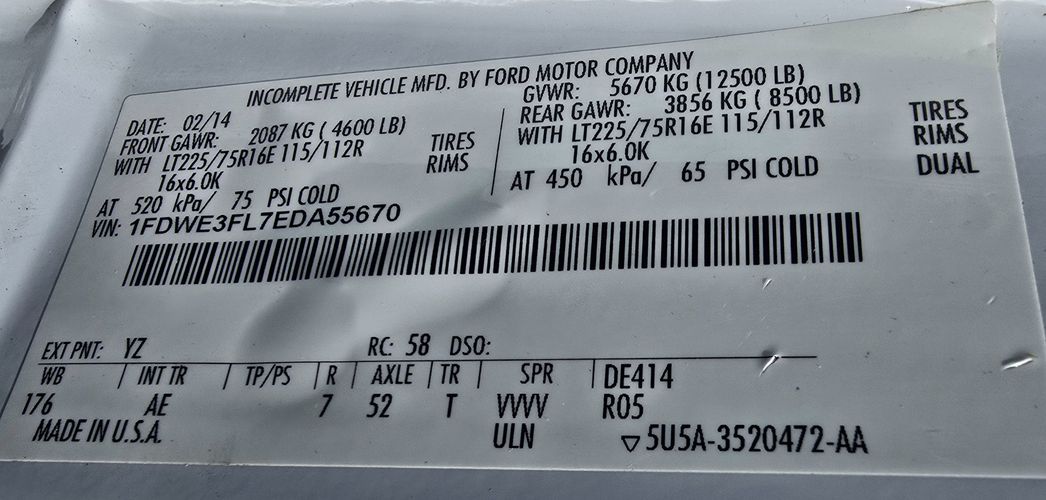 INCOMPLETE VEHICLE MFD. BY FORD MOTOR COMPANY
DATE: 02/14
FRONT GAWR: 2087 KG ( 4600 LB)
WITH LT225/75R16E 115/112R TIRES
16x6.0K RIMS
AT 520 kPa/ 75 PSI COLD
GVWR: 5670 KG (12500 LB)
REAR GAWR: 3856 KG ( 8500 LB)
WITH LT225/75R16E 115/112R TIRES
16x6.0K RIMS
AT 450 kPa/ 65 PSI COLD DUAL
VIN: 1FDWE3FL7EDA55670
EXT PNT: YZ RC: 58 DSO:
WB | INT TR | TP/PS | R | AXLE | TR | SPR | DE414
176 AE 7 52 T VVVV R05
MADE IN U.S.A. ULN ▽5U5A-3520472-AA